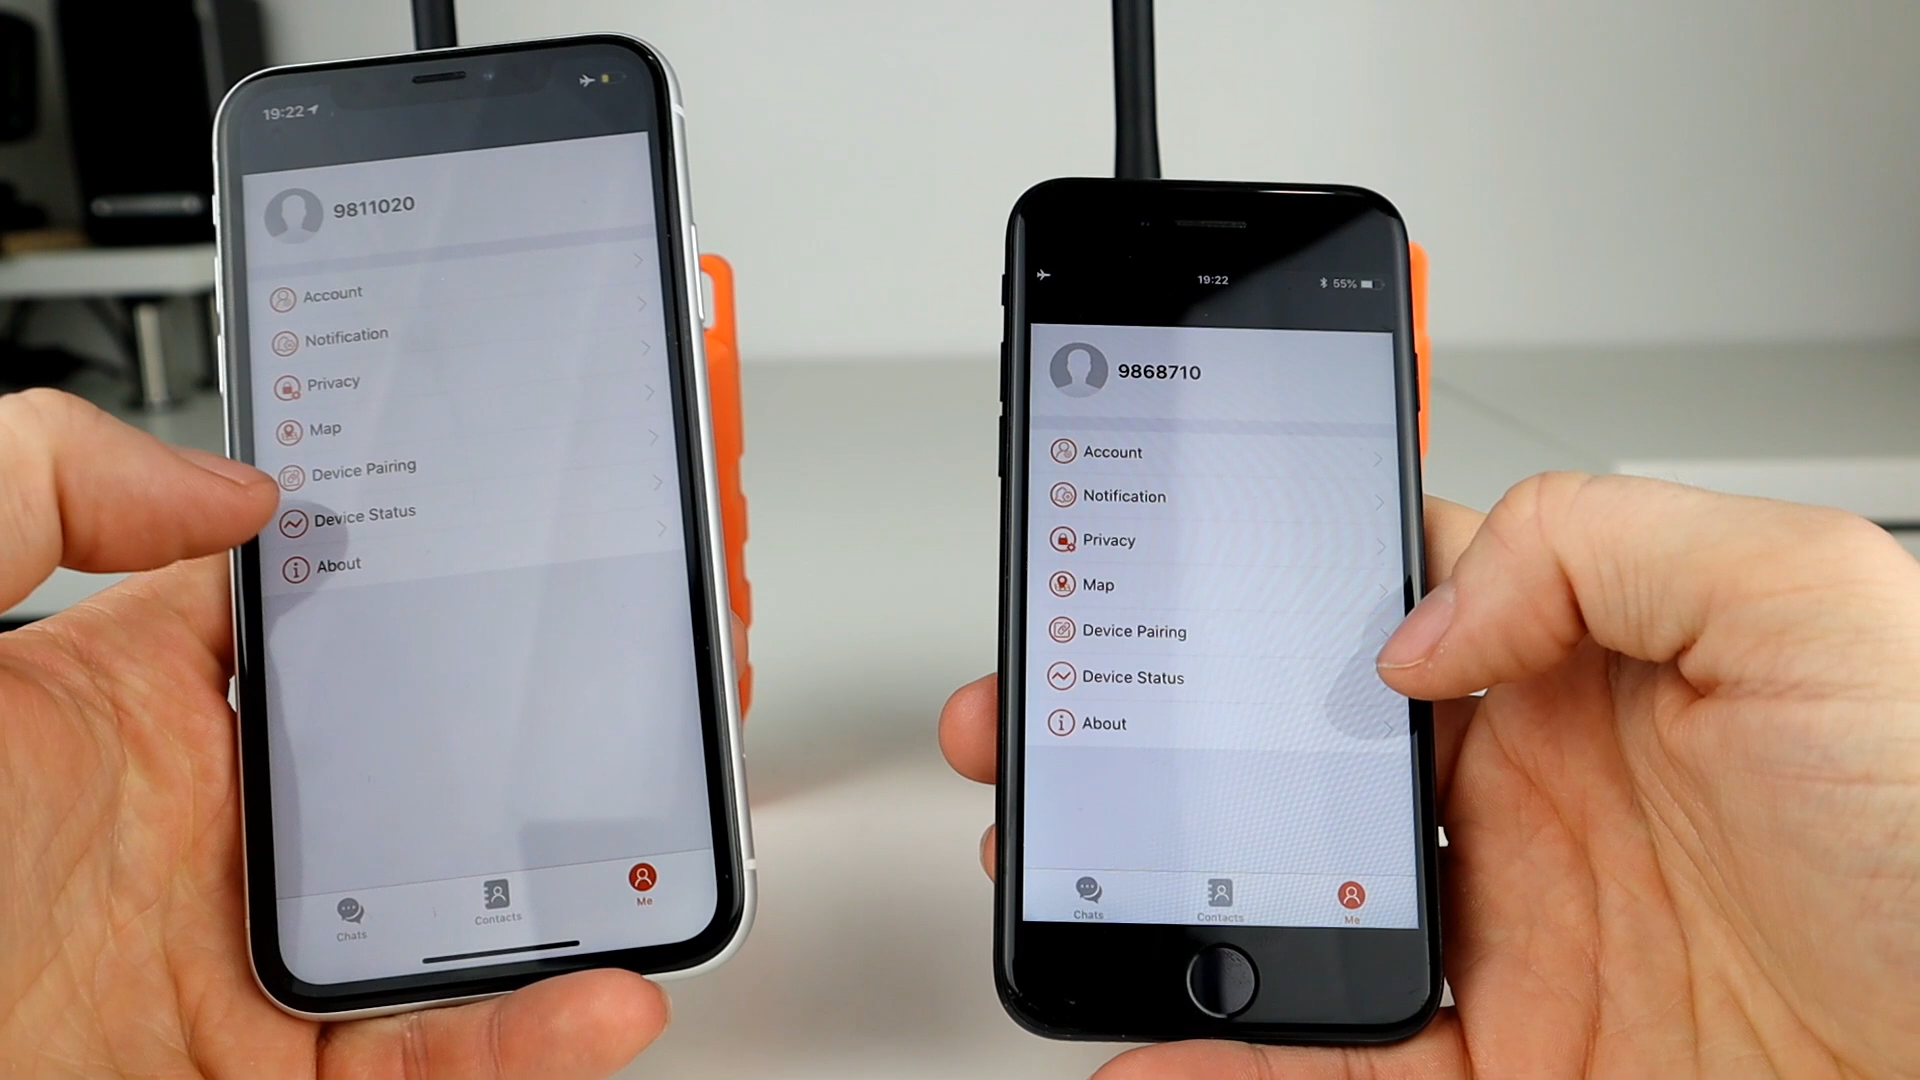 19:22
9811020
Account
Notification
Privacy
Map
Device Pairing
Device Status
About
Chats
Contacts
Me
19:22
55%
9868710
Account
Notification
Privacy
Map
Device Pairing
Device Status
About
Chats
Contacts
Me